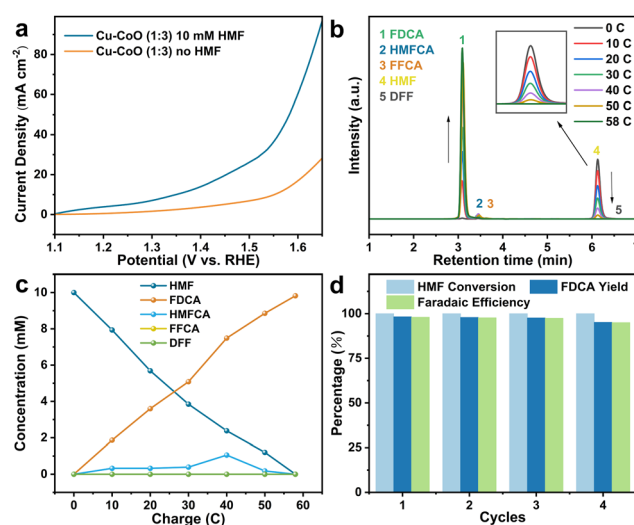 a
Cu-CoO (1:3) 10 mM HMF
Cu-CoO (1:3) no HMF
Current Density (mA cm⁻²)
80
60
40
20
0
1.1 1.2 1.3 1.4 1.5 1.6
Potential (V vs. RHE)
b
1 FDCA
2 HMFCA
3 FFCA
4 HMF
5 DFF
0 C
10 C
20 C
30 C
40 C
50 C
58 C
1
2 3
4
5
Intensity (a.u.)
1 2 3 4 5 6 7
Retention time (min)
c
HMF
FDCA
HMFCA
FFCA
DFF
Concentration (mM)
10
8
6
4
2
0
0 10 20 30 40 50 60
Charge (C)
d
HMF Conversion
FDCA Yield
Faradaic Efficiency
Percentage (%)
100
75
50
25
0
1 2 3 4
Cycles